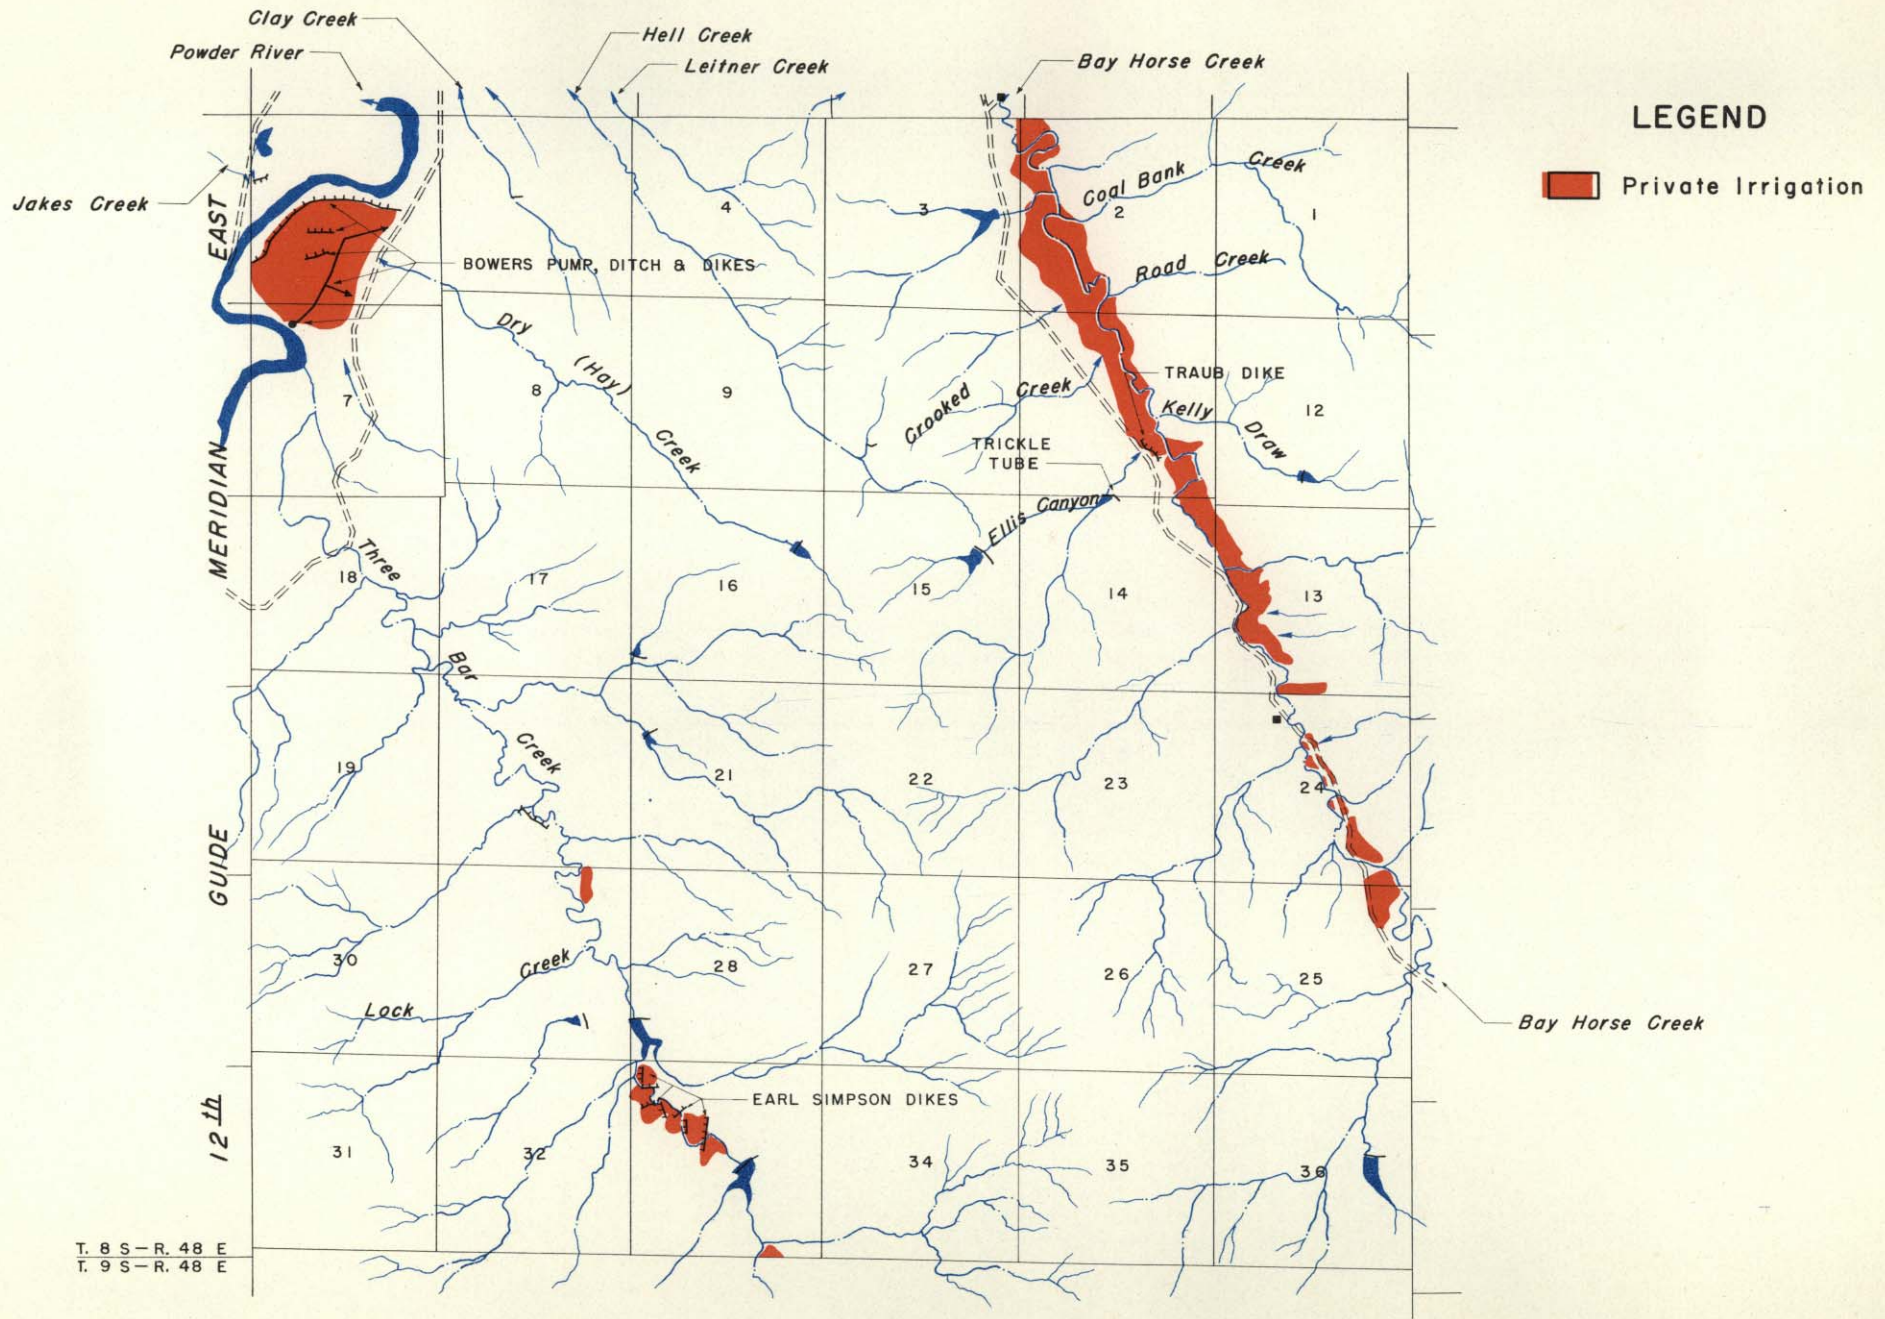 Clay Creek
Powder River
Hell Creek
Leitner Creek
Bay Horse Creek
LEGEND
Private Irrigation
Jakes Creek
EAST
Coal Bank Creek
4
3
2
1
BOWERS PUMP, DITCH & DIKES
Road Creek
Dry (Hay) Creek
7
8
9
Crooked Creek
TRAUB DIKE
Kelly Draw
12
TRICKLE
TUBE
MERIDIAN
Ellis Canyon
Three Bar Creek
18
17
16
15
14
13
19
21
22
23
24
GUIDE
30
28
27
26
25
Lock Creek
Bay Horse Creek
12th
EARL SIMPSON DIKES
31
32
34
35
36
T. 8 S – R. 48 E
T. 9 S – R. 48 E